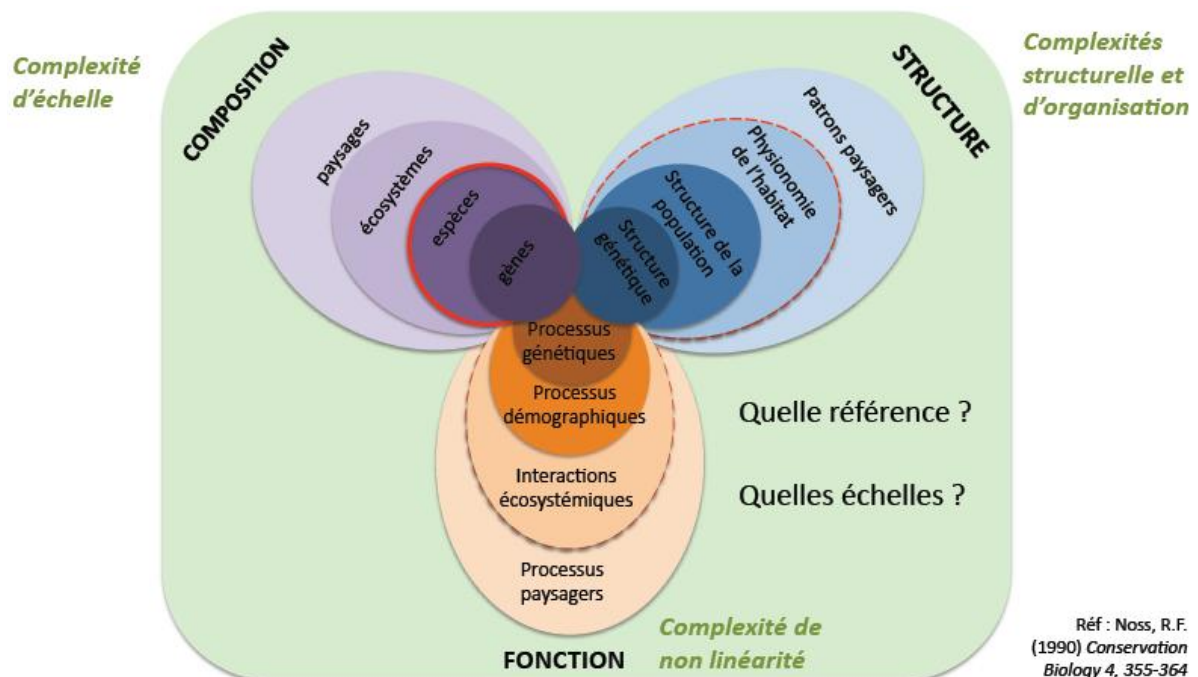 Complexité
d'échelle
COMPOSITION
paysages
écosystèmes
espèces
gènes
Complexités
structurelle et
d'organisation
STRUCTURE
Patrons paysagers
Physionomie
de l'habitat
Structure de la
population
Structure
génétique
Processus
génétiques
Processus
démographiques
Interactions
écosystémiques
Processus
paysagers
FONCTION
Complexité de
non linéarité
Quelle référence ?
Quelles échelles ?
Réf : Noss, R.F.
(1990) Conservation
Biology 4, 355-364